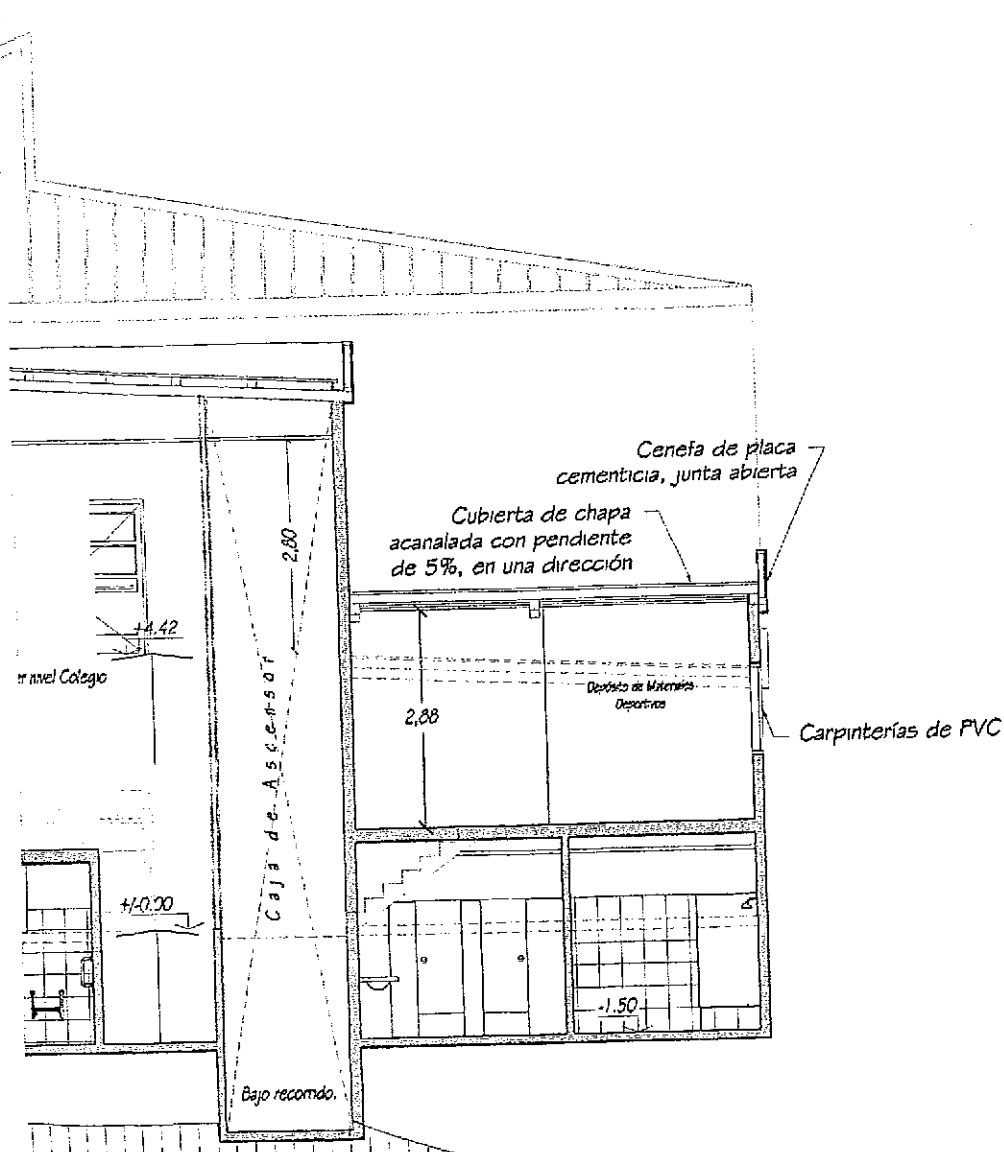 Cenefa de placa
cementicia, junta abierta
Cubierta de chapa
acanalada con pendiente
de 5%, en una dirección
2,80
+4.42
er nivel Colegio
Depósito de Materiales
Deportivos
2,88
Carpinterías de PVC
Caja de Ascensor
+/-0.00
-1.50
Bajo recorrido.